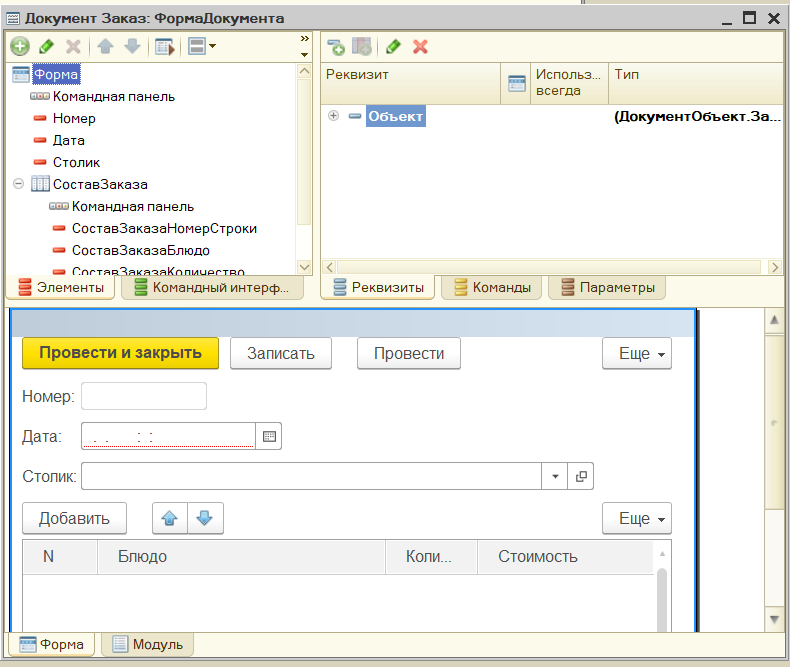 Документ Заказ: ФормаДокумента
Форма
Командная панель
Номер
Дата
Столик
СоставЗаказа
Командная панель
СоставЗаказаНомерСтроки
СоставЗаказаБлюдо
СоставЗаказаКоличество
Элементы
Командный интерф...
Реквизит
Использ...
всегда
Тип
Объект
(ДокументОбъект.За...
Реквизиты
Команды
Параметры
Провести и закрыть
Записать
Провести
Еще
Номер:
Дата: . . : :
Столик:
Добавить
Еще
N Блюдо Коли... Стоимость
Форма
Модуль